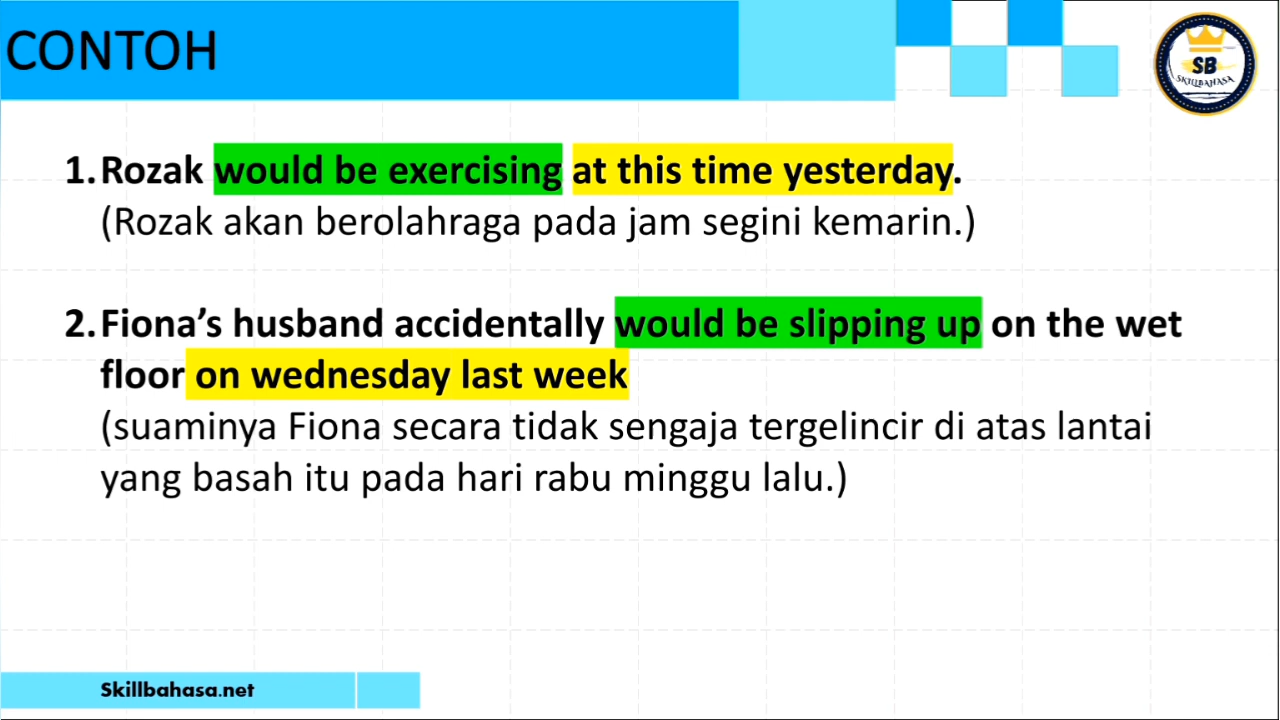 CONTOH
SB
SKILLBAHASA
1. Rozak would be exercising at this time yesterday.
(Rozak akan berolahraga pada jam segini kemarin.)
2. Fiona’s husband accidentally would be slipping up on the wet
floor on wednesday last week
(suaminya Fiona secara tidak sengaja tergelincir di atas lantai
yang basah itu pada hari rabu minggu lalu.)
Skillbahasa.net